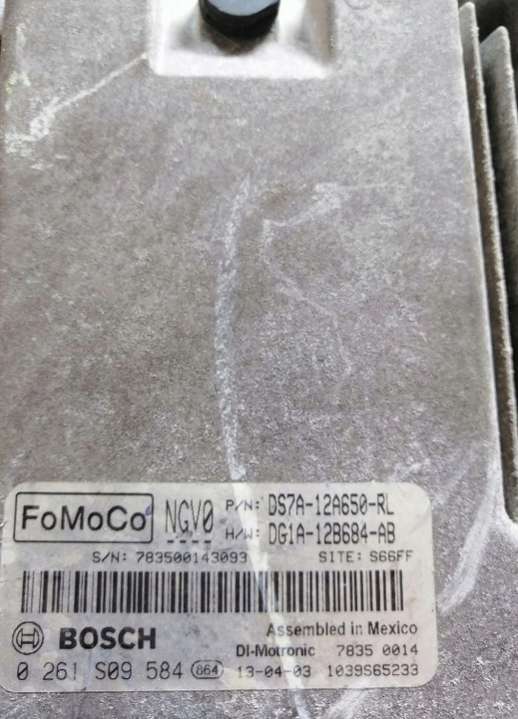 FoMoCo NGV0 P/N: DS7A-12A650-RL
H/W: DG1A-12B684-AB
S/N: 783500143093 SITE: S66FF
BOSCH Assembled in Mexico
DI-Motronic 7835 0014
0 261 S09 584 864 13-04-03 1039S65233